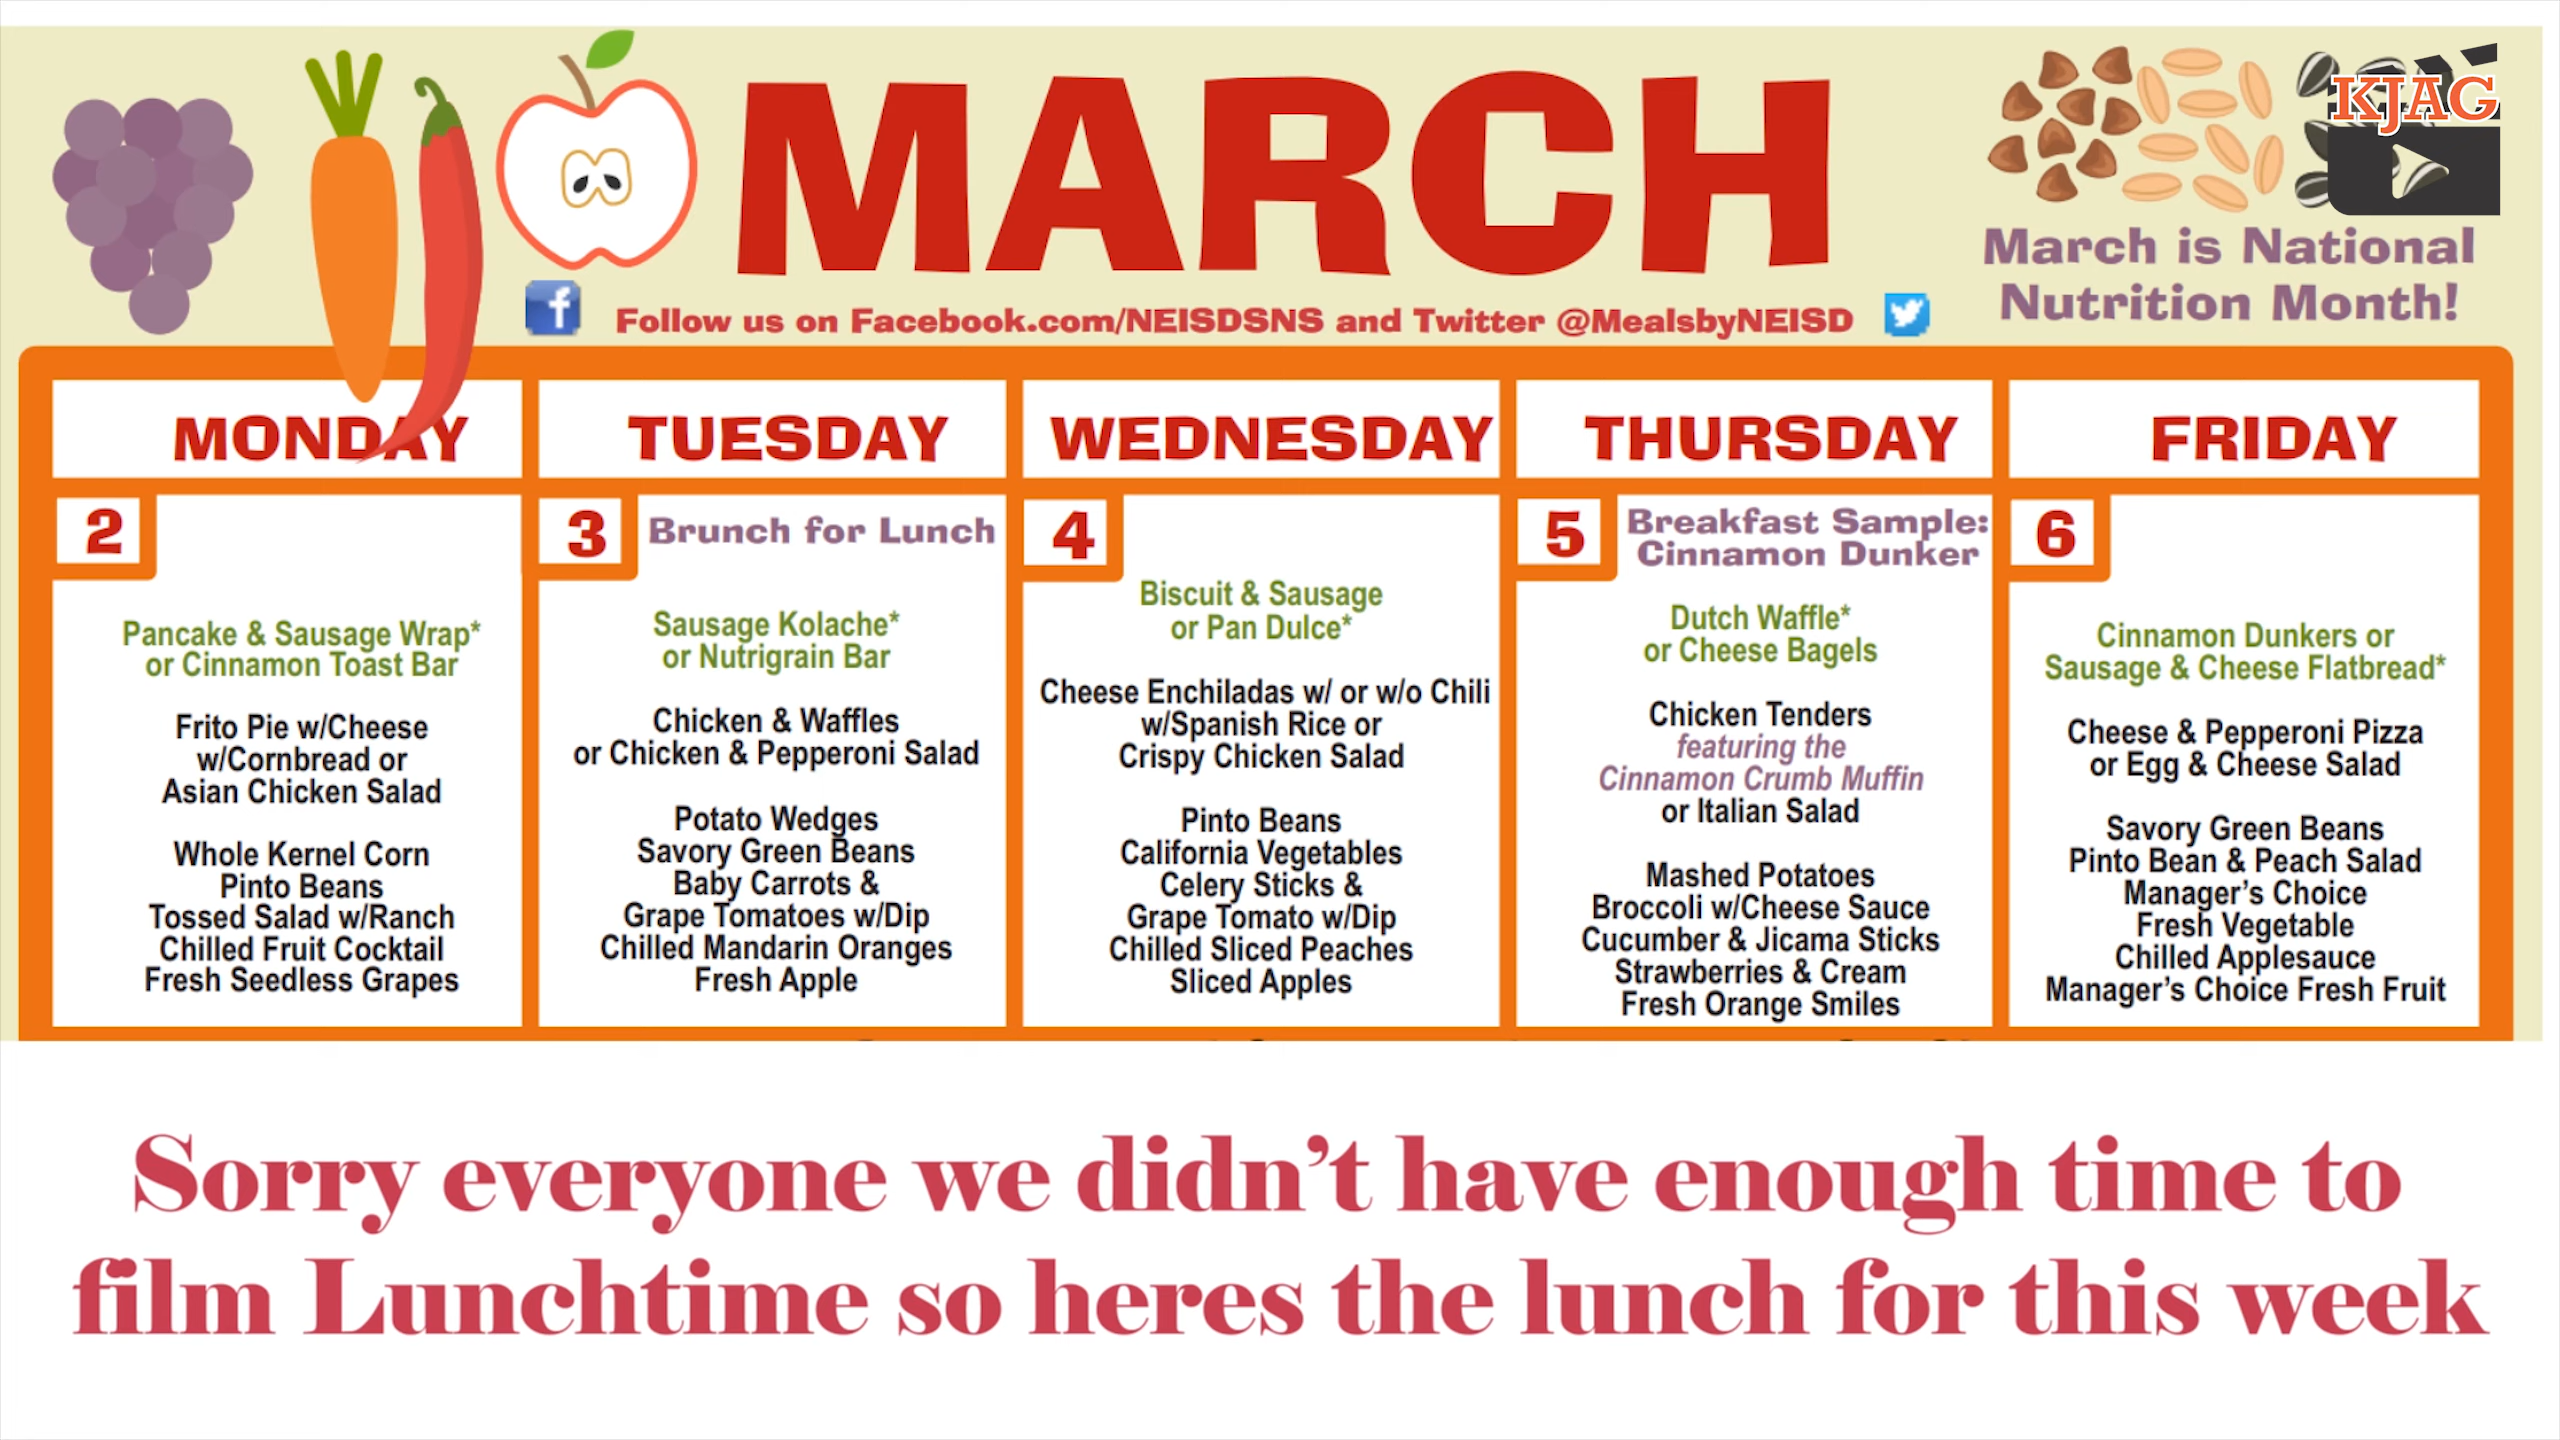 MARCH
KJAG
March is National
Nutrition Month!
Follow us on Facebook.com/NEISDSNS and Twitter @MealsbyNEISD
MONDAY
TUESDAY
WEDNESDAY
THURSDAY
FRIDAY
2
Pancake & Sausage Wrap*
or Cinnamon Toast Bar
Frito Pie w/Cheese
w/Cornbread or
Asian Chicken Salad
Whole Kernel Corn
Pinto Beans
Tossed Salad w/Ranch
Chilled Fruit Cocktail
Fresh Seedless Grapes
3
Brunch for Lunch
Sausage Kolache*
or Nutrigrain Bar
Chicken & Waffles
or Chicken & Pepperoni Salad
Potato Wedges
Savory Green Beans
Baby Carrots &
Grape Tomatoes w/Dip
Chilled Mandarin Oranges
Fresh Apple
4
Biscuit & Sausage
or Pan Dulce*
Cheese Enchiladas w/ or w/o Chili
w/Spanish Rice or
Crispy Chicken Salad
Pinto Beans
California Vegetables
Celery Sticks &
Grape Tomato w/Dip
Chilled Sliced Peaches
Sliced Apples
5
Breakfast Sample:
Cinnamon Dunker
Dutch Waffle*
or Cheese Bagels
Chicken Tenders
featuring the
Cinnamon Crumb Muffin
or Italian Salad
Mashed Potatoes
Broccoli w/Cheese Sauce
Cucumber & Jicama Sticks
Strawberries & Cream
Fresh Orange Smiles
6
Cinnamon Dunkers or
Sausage & Cheese Flatbread*
Cheese & Pepperoni Pizza
or Egg & Cheese Salad
Savory Green Beans
Pinto Bean & Peach Salad
Manager's Choice
Fresh Vegetable
Chilled Applesauce
Manager's Choice Fresh Fruit
Sorry everyone we didn't have enough time to
film Lunchtime so heres the lunch for this week